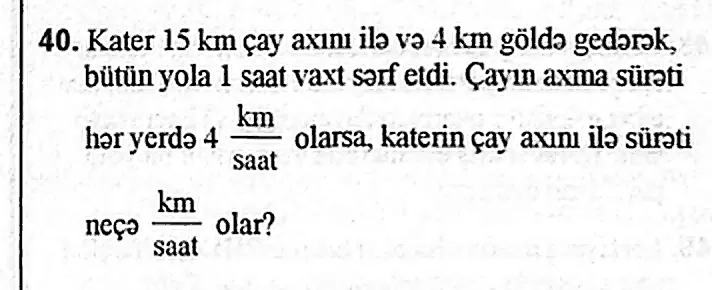 40. Kater 15 km çay axını ilə və 4 km göldə gedərək,
bütün yola 1 saat vaxt sərf etdi. Çayın axma sürəti
hər yerdə 4 km/saat olarsa, katerin çay axını ilə sürəti
neçə km/saat olar?